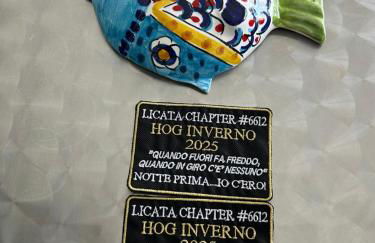 LICATA CHAPTER #6612
HOG INVERNO
2025
"QUANDO FUORI FA FREDDO,
QUANDO IN GIRO C'E' NESSUNO"
NOTTE PRIMA...IO C'ERO!
LICATA CHAPTER #6612
HOG INVERNO
2025